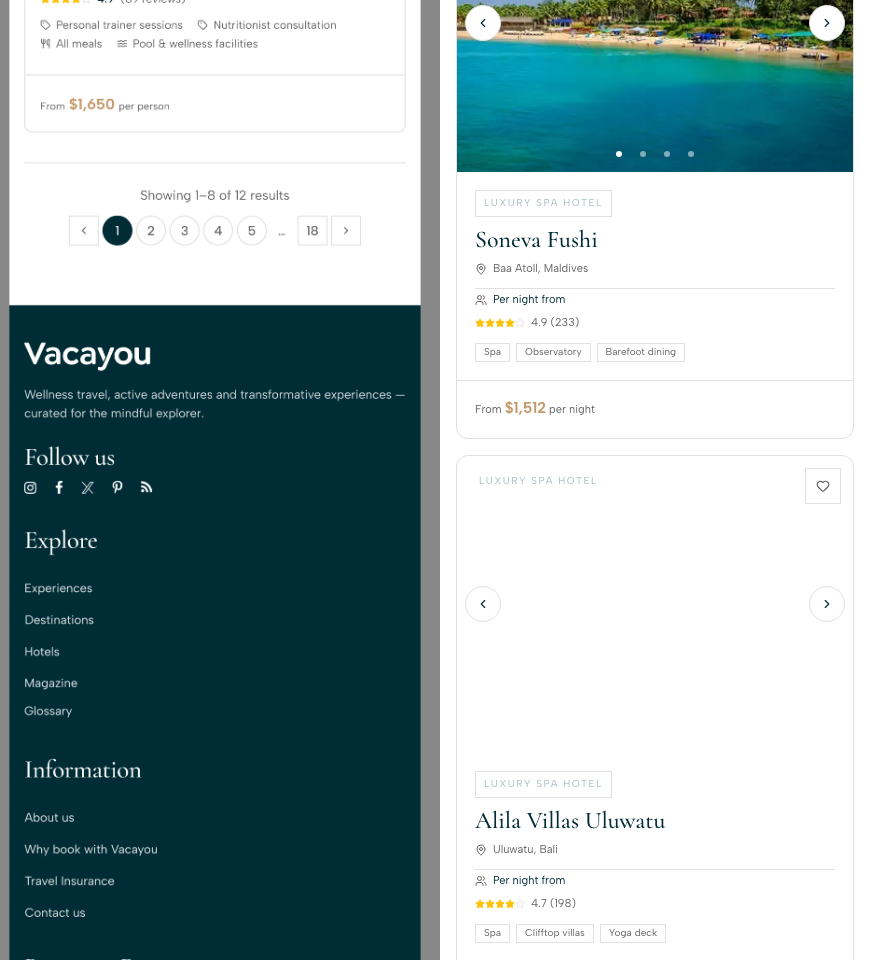 4.9 (89 reviews)
Personal trainer sessions Nutritionist consultation
All meals Pool & wellness facilities
From $1,650 per person
Showing 1–8 of 12 results
1 2 3 4 5 ... 18
Vacayou
Wellness travel, active adventures and transformative experiences —
curated for the mindful explorer.
Follow us
Explore
Experiences
Destinations
Hotels
Magazine
Glossary
Information
About us
Why book with Vacayou
Travel Insurance
Contact us
LUXURY SPA HOTEL
Soneva Fushi
Baa Atoll, Maldives
Per night from
4.9 (233)
Spa Observatory Barefoot dining
From $1,512 per night
LUXURY SPA HOTEL
LUXURY SPA HOTEL
Alila Villas Uluwatu
Uluwatu, Bali
Per night from
4.7 (198)
Spa Clifftop villas Yoga deck